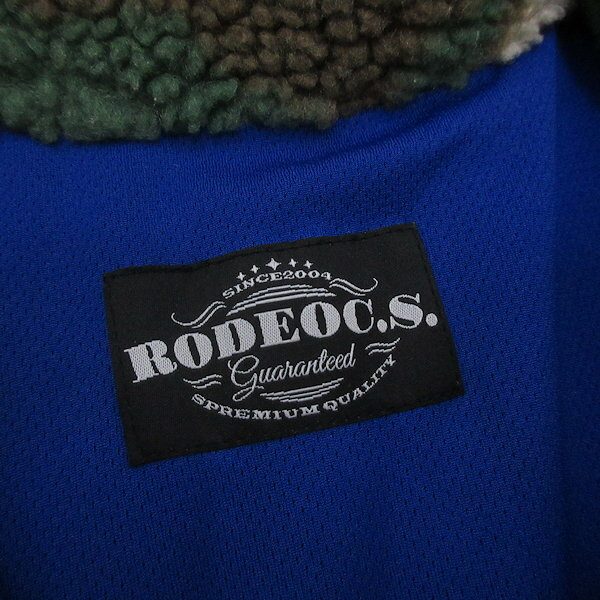 SINCE2004
RODEOC.S.
Guaranteed
SPREMIUM QUALITY